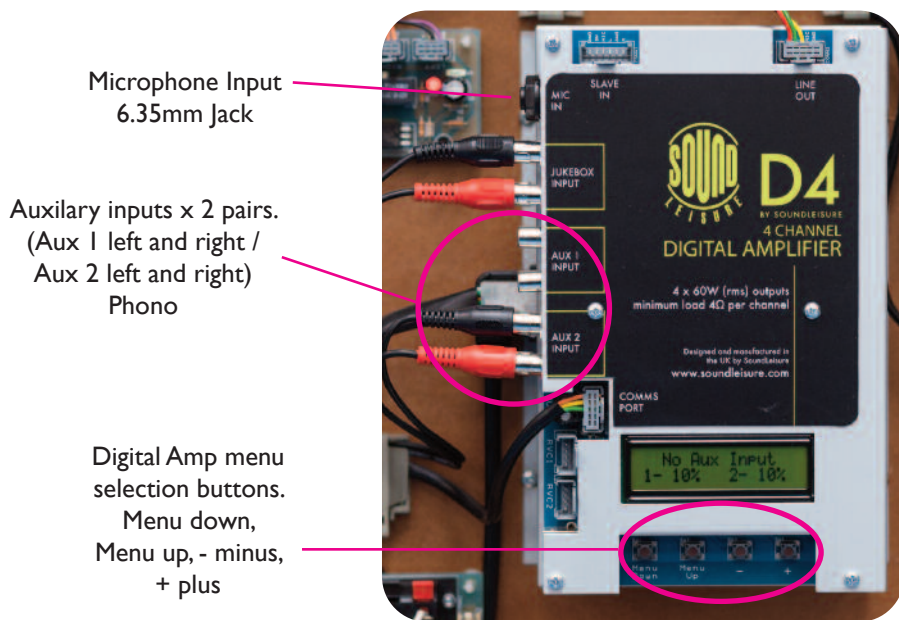 Microphone Input
6.35mm Jack
Auxilary inputs x 2 pairs.
(Aux 1 left and right /
Aux 2 left and right)
Phono
Digital Amp menu
selection buttons.
Menu down,
Menu up, - minus,
+ plus
SLAVE
IN
LINE
OUT
MIC
IN
JUKEBOX
INPUT
AUX 1
INPUT
AUX 2
INPUT
SOUND
LEISURE
D4
BY SOUNDLEISURE
4 CHANNEL
DIGITAL AMPLIFIER
4 x 60W (rms) outputs
minimum load 4Ω per channel
Designed and manufactured in
the UK by SoundLeisure
www.soundleisure.com
COMMS
PORT
RVC1
RVC2
No Aux Input
1- 10% 2- 10%
Menu
Down
Menu
Up
-
+